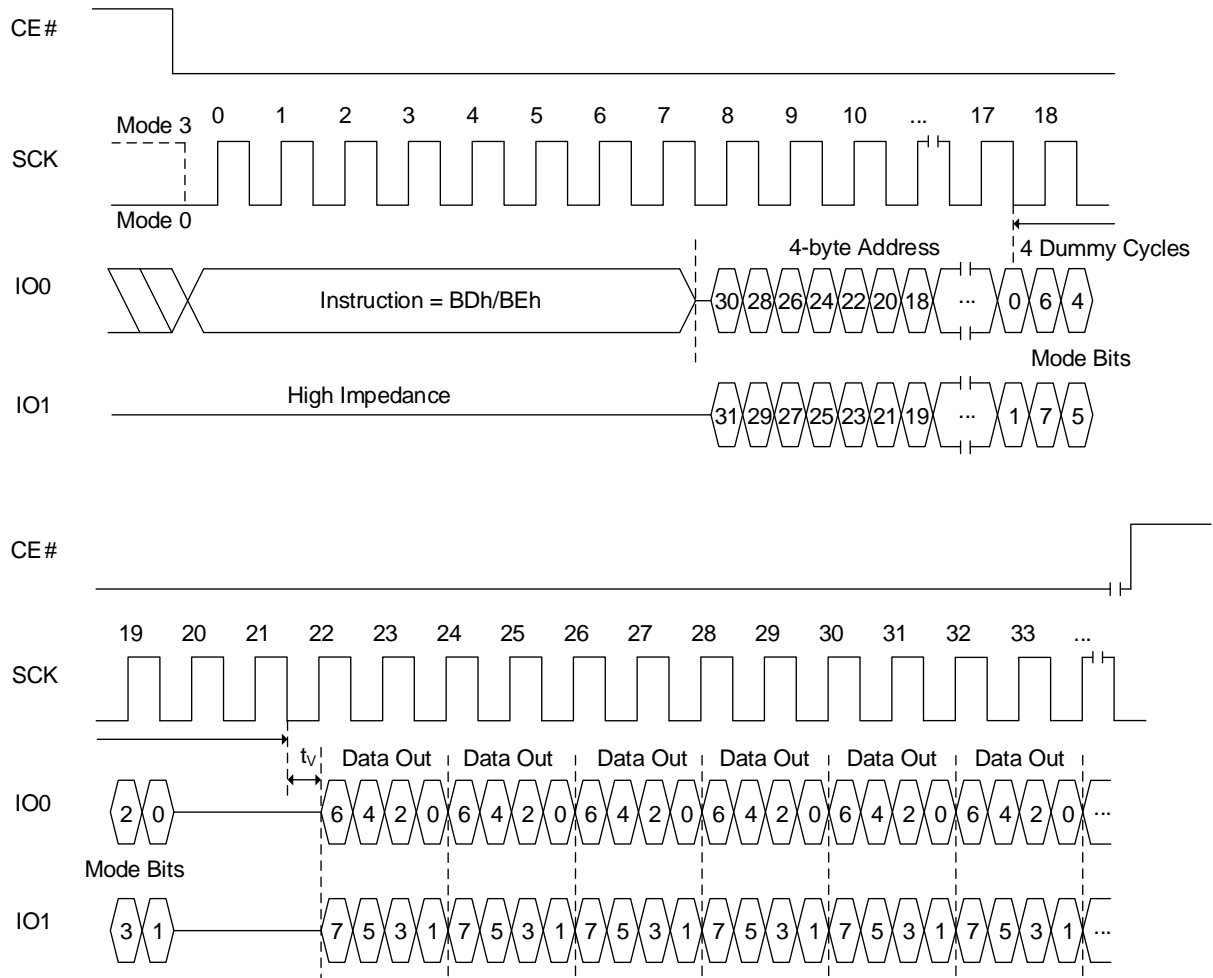 CE#
0 1 2 3 4 5 6 7 8 9 10 ... 17 18
Mode 3
SCK
Mode 0
4-byte Address 4 Dummy Cycles
IO0 Instruction = BDh/BEh 30 28 26 24 22 20 18 ... 0 6 4
Mode Bits
IO1 High Impedance 31 29 27 25 23 21 19 ... 1 7 5
CE#
19 20 21 22 23 24 25 26 27 28 29 30 31 32 33 ...
SCK
tV Data Out Data Out Data Out Data Out Data Out Data Out
IO0 2 0 6 4 2 0 6 4 2 0 6 4 2 0 6 4 2 0 6 4 2 0 6 4 2 0 ...
Mode Bits
IO1 3 1 7 5 3 1 7 5 3 1 7 5 3 1 7 5 3 1 7 5 3 1 7 5 3 1 ...